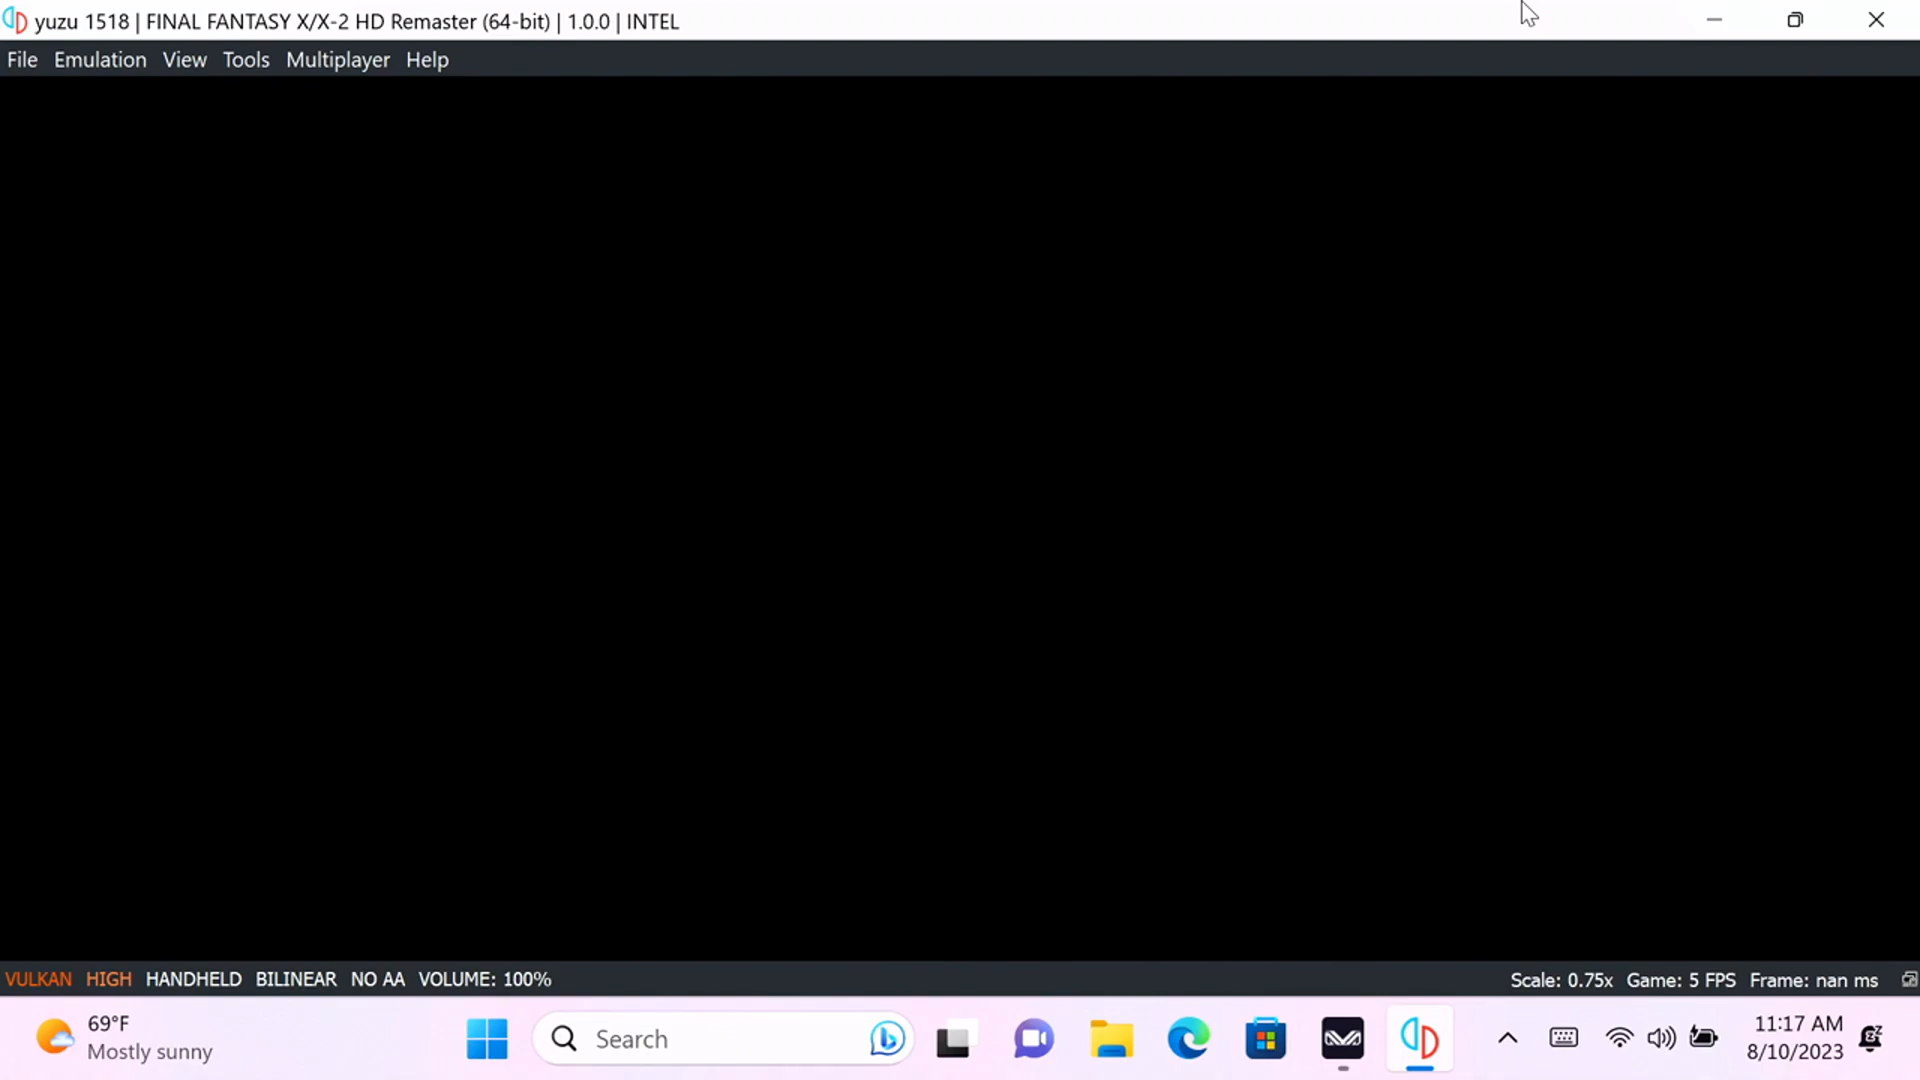 yuzu 1518 | FINAL FANTASY X/X-2 HD Remaster (64-bit) | 1.0.0 | INTEL
File Emulation View Tools Multiplayer Help
VULKAN HIGH HANDHELD BILINEAR NO AA VOLUME: 100% Scale: 0.75x Game: 5 FPS Frame: nan ms
69°F
Mostly sunny
Search
11:17 AM
8/10/2023